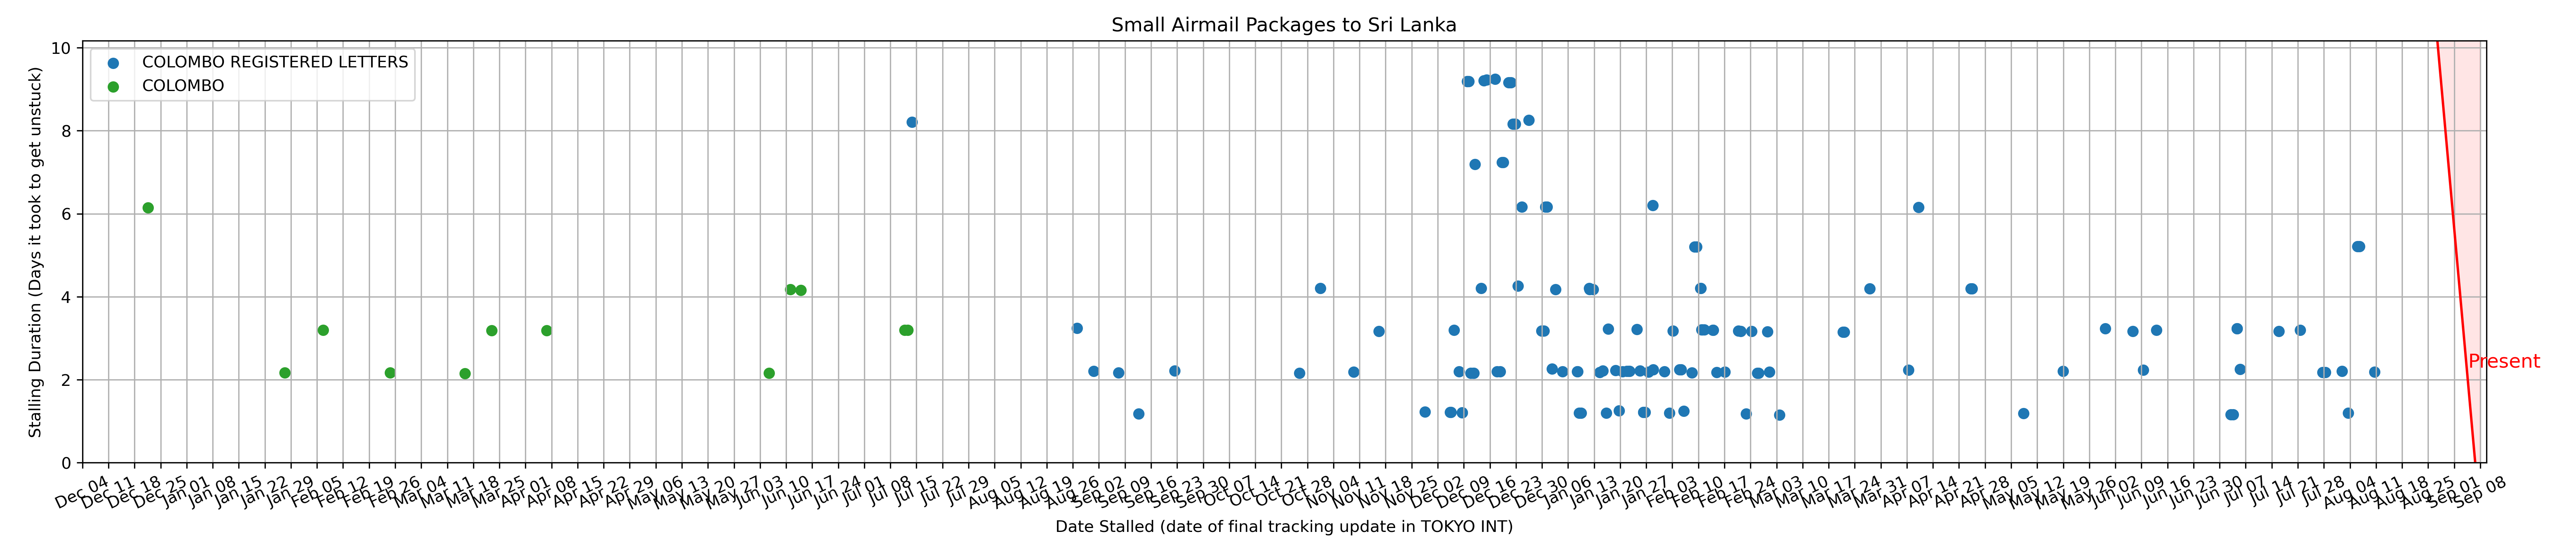 Small Airmail Packages to Sri Lanka
COLOMBO REGISTERED LETTERS
COLOMBO
Stalling Duration (Days it took to get unstuck)
10
8
6
4
2
0
Present
Dec 04
Dec 11
Dec 18
Dec 25
Jan 01
Jan 08
Jan 15
Jan 22
Jan 29
Feb 05
Feb 12
Feb 19
Feb 26
Mar 04
Mar 11
Mar 18
Mar 25
Apr 01
Apr 08
Apr 15
Apr 22
Apr 29
May 06
May 13
May 20
May 27
Jun 03
Jun 10
Jun 17
Jun 24
Jul 01
Jul 08
Jul 15
Jul 22
Jul 29
Aug 05
Aug 12
Aug 19
Aug 26
Sep 02
Sep 09
Sep 16
Sep 23
Sep 30
Oct 07
Oct 14
Oct 21
Oct 28
Nov 04
Nov 11
Nov 18
Nov 25
Dec 02
Dec 09
Dec 16
Dec 23
Dec 30
Jan 06
Jan 13
Jan 20
Jan 27
Feb 03
Feb 10
Feb 17
Feb 24
Mar 03
Mar 10
Mar 17
Mar 24
Mar 31
Apr 07
Apr 14
Apr 21
Apr 28
May 05
May 12
May 19
May 26
Jun 02
Jun 09
Jun 16
Jun 23
Jun 30
Jul 07
Jul 14
Jul 21
Jul 28
Aug 04
Aug 11
Aug 18
Aug 25
Sep 01
Sep 08
Date Stalled (date of final tracking update in TOKYO INT)